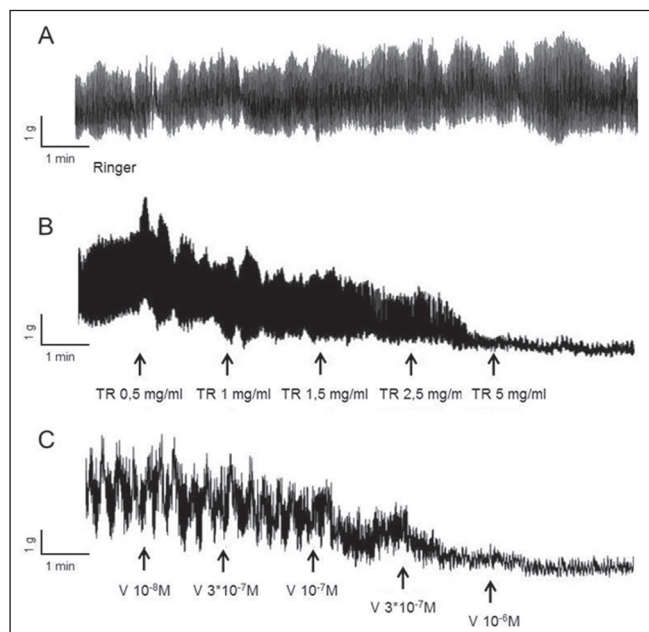 A
1 g
1 min
Ringer
B
1 g
1 min
TR 0,5 mg/ml TR 1 mg/ml TR 1,5 mg/ml TR 2,5 mg/m TR 5 mg/ml
C
1 g
1 min
V 10⁻⁸M V 3*10⁻⁷M V 10⁻⁷M V 3*10⁻⁷M V 10⁻⁶M